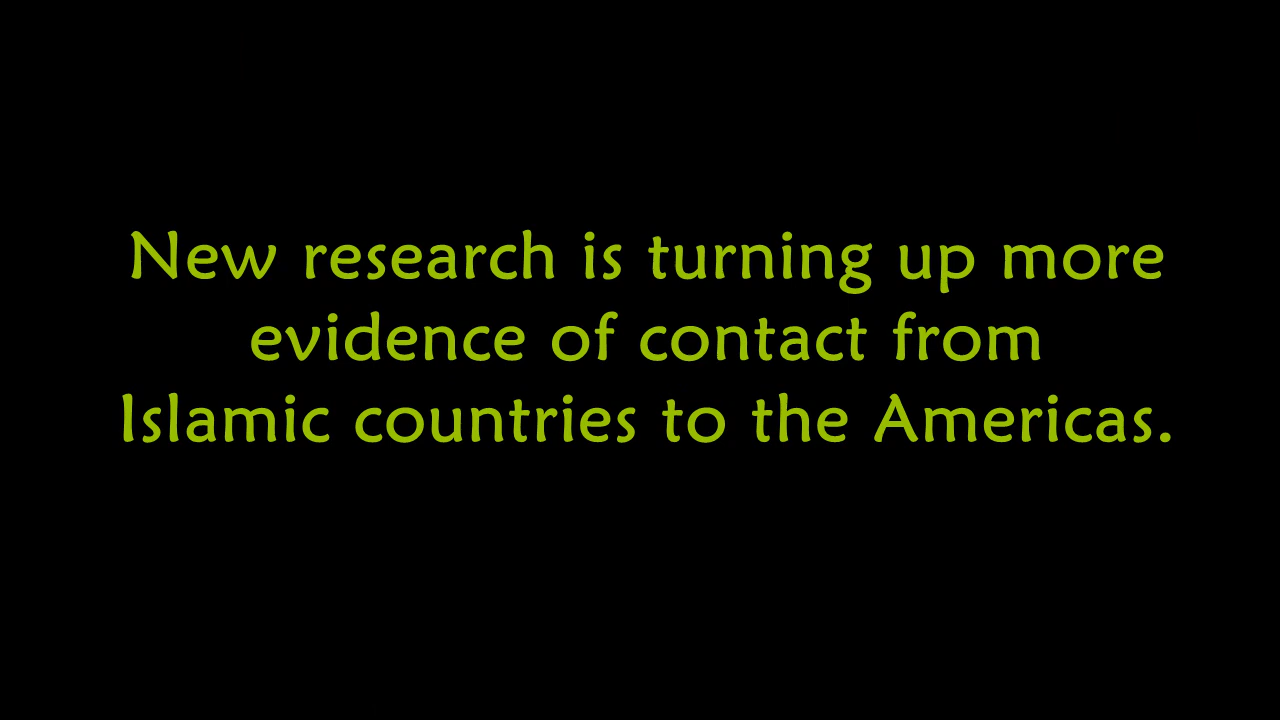 New research is turning up more
evidence of contact from
Islamic countries to the Americas.